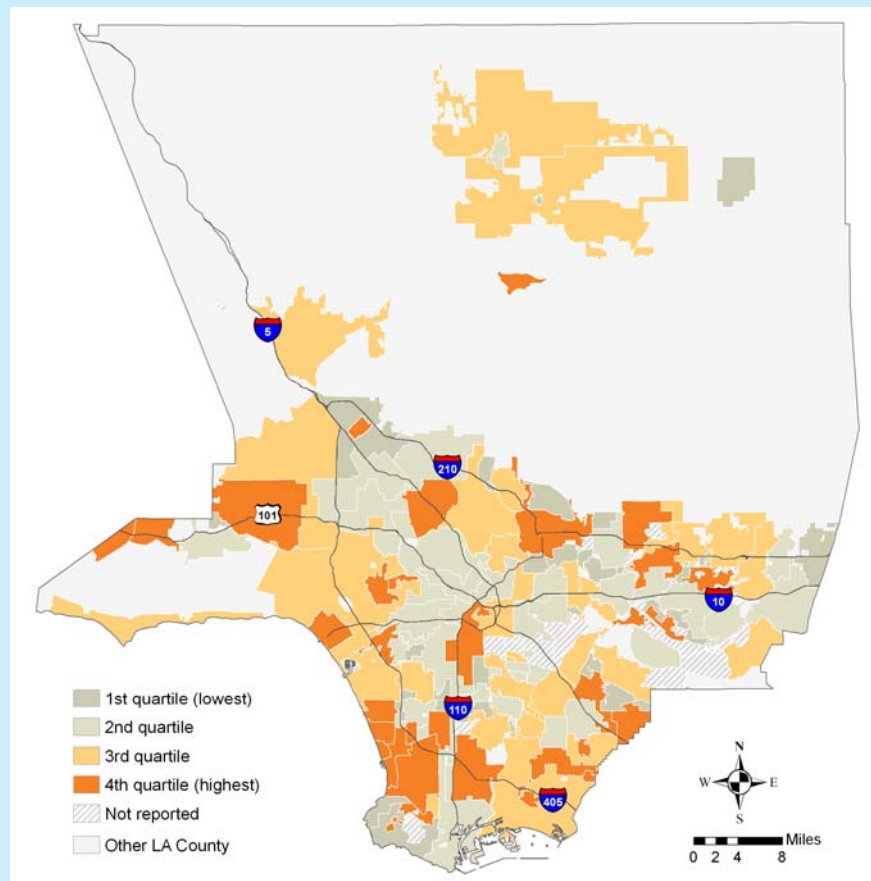 5
210
101
10
110
405
1st quartile (lowest)
2nd quartile
3rd quartile
4th quartile (highest)
Not reported
Other LA County
N
W E
S
Miles
0 2 4 8